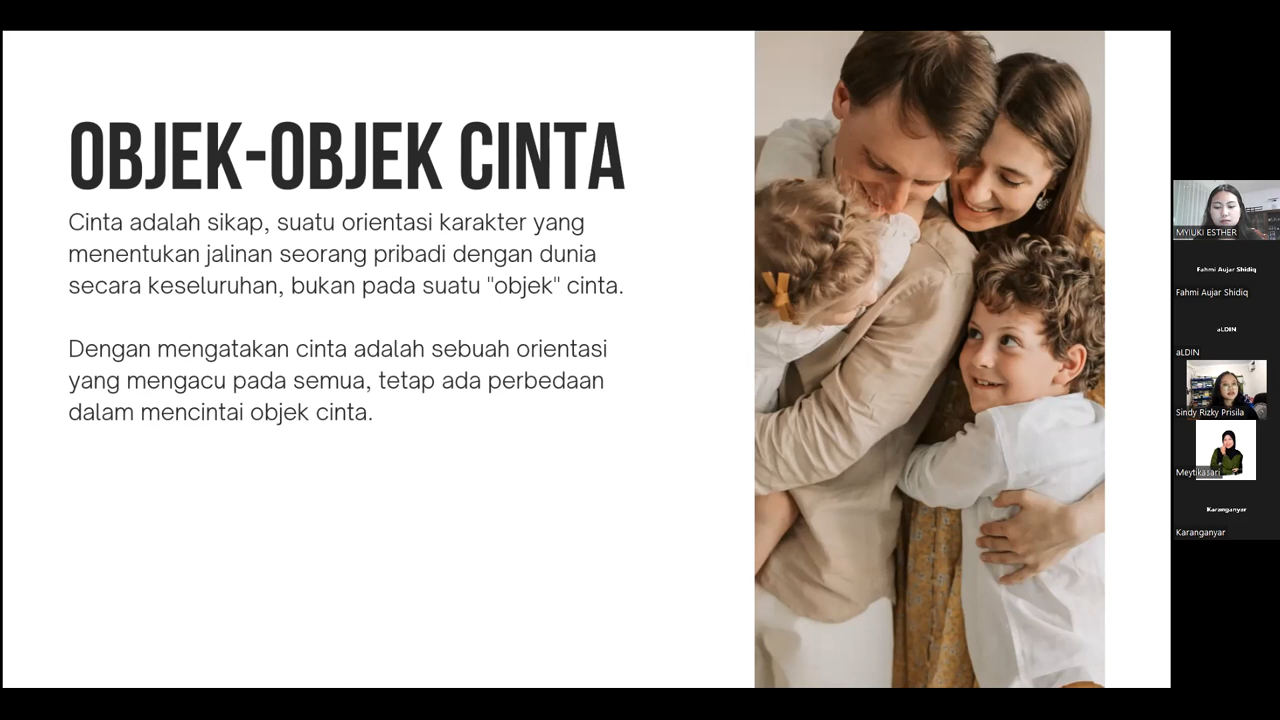 OBJEK-OBJEK CINTA
Cinta adalah sikap, suatu orientasi karakter yang
menentukan jalinan seorang pribadi dengan dunia
secara keseluruhan, bukan pada suatu "objek" cinta.
Dengan mengatakan cinta adalah sebuah orientasi
yang mengacu pada semua, tetap ada perbedaan
dalam mencintai objek cinta.
MYIUKI ESTHER
Fahmi Aujar Shidiq
Fahmi Aujar Shidiq
aLDIN
aLDIN
Sindy Rizky Prisila
Meytikasari
Karanganyar
Karanganyar